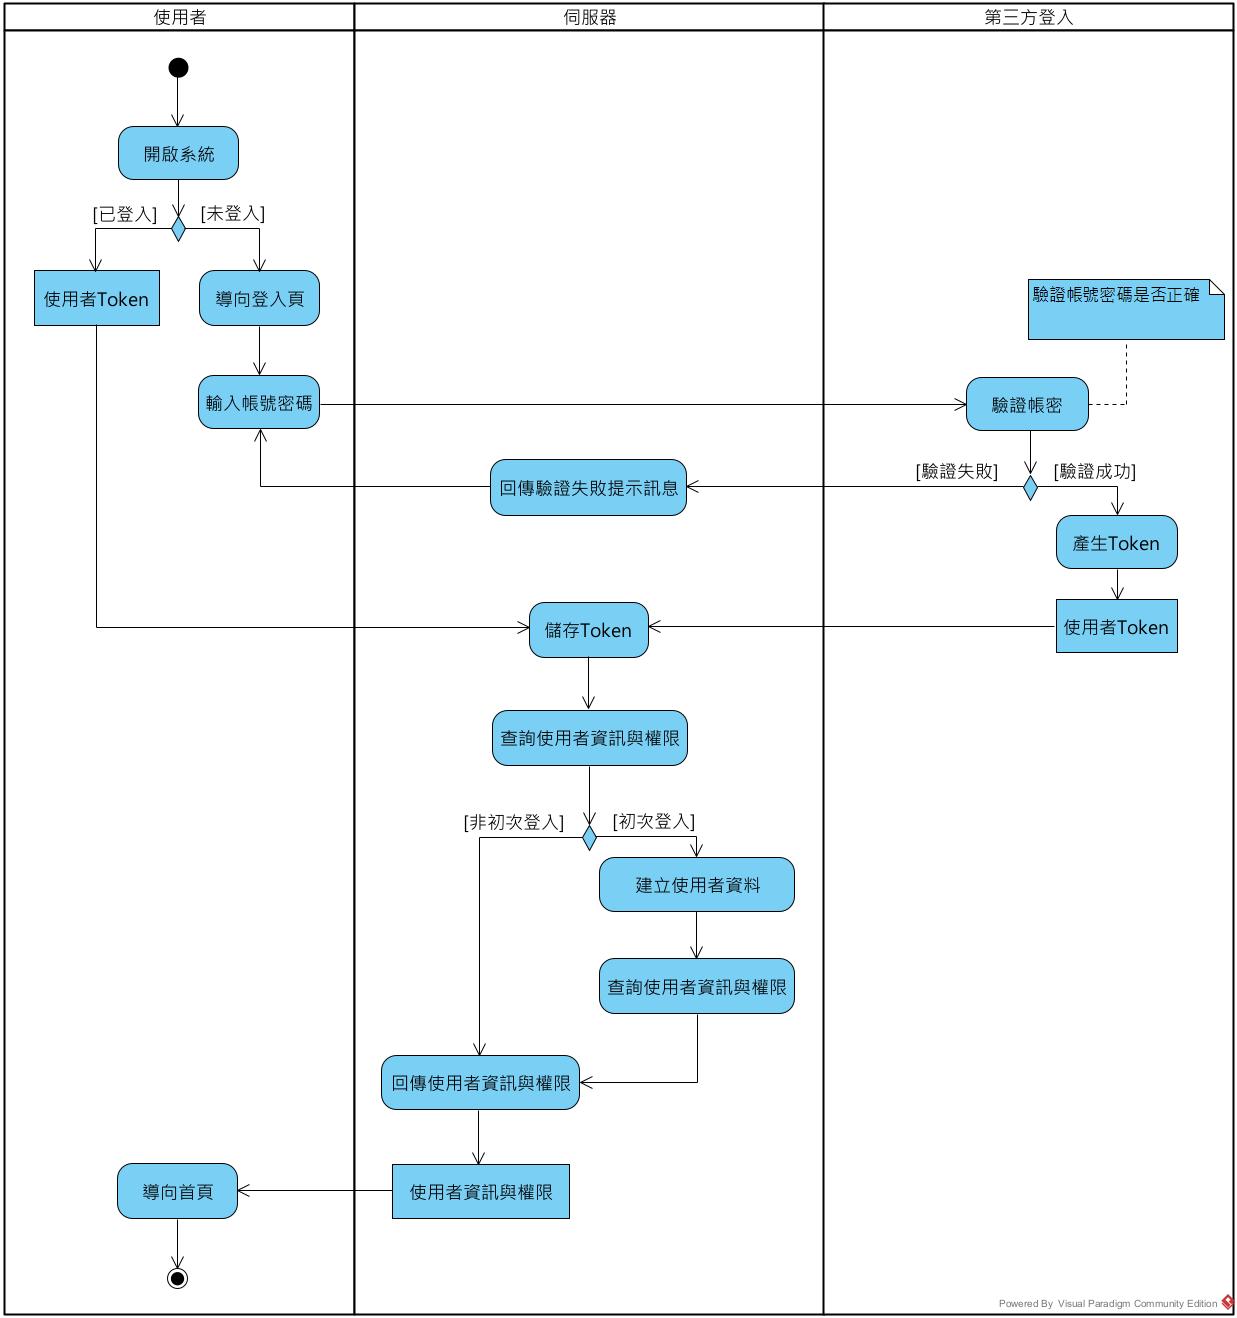 使用者
伺服器
第三方登入
開啟系統
[已登入]
[未登入]
使用者Token
導向登入頁
驗證帳號密碼是否正確
輸入帳號密碼
驗證帳密
[驗證失敗]
[驗證成功]
回傳驗證失敗提示訊息
產生Token
使用者Token
儲存Token
查詢使用者資訊與權限
[非初次登入]
[初次登入]
建立使用者資料
查詢使用者資訊與權限
回傳使用者資訊與權限
導向首頁
使用者資訊與權限
Powered By Visual Paradigm Community Edition